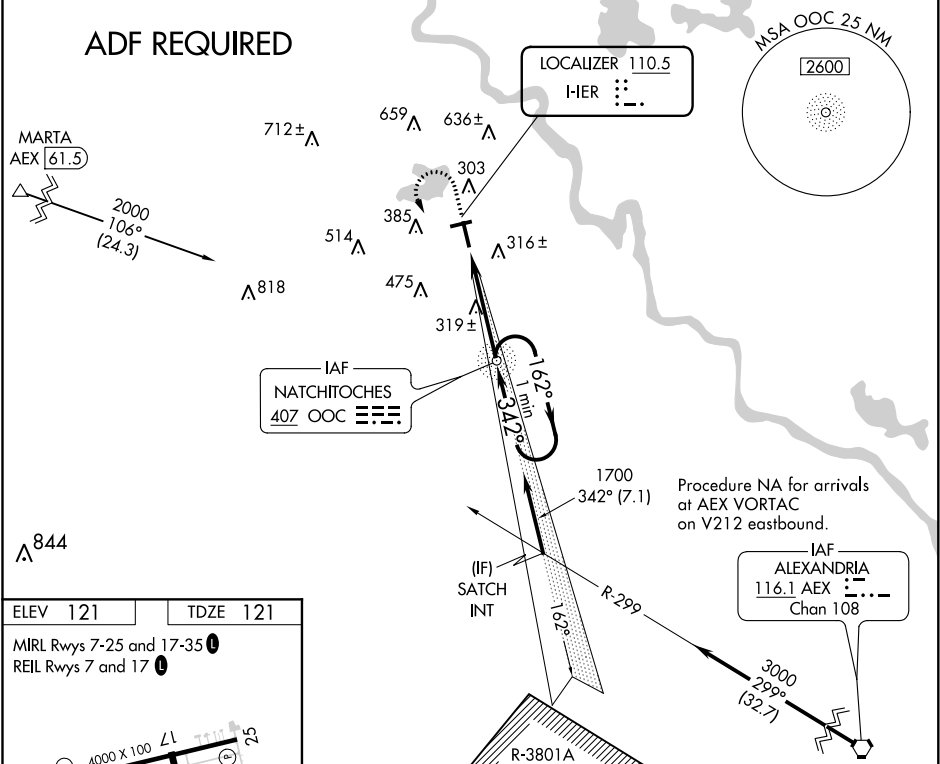 ADF REQUIRED
LOCALIZER 110.5
I-IER
MSA OOC 25 NM
2600
MARTA
AEX 61.5
2000
106°
(24.3)
712±
659
636±
303
385
514
316±
818
475
319±
IAF
NATCHITOCHES
407 OOC
162°
1 min
342°
1700
342° (7.1)
Procedure NA for arrivals
at AEX VORTAC
on V212 eastbound.
844
(IF)
SATCH
INT
R-299
162°
IAF
ALEXANDRIA
116.1 AEX
Chan 108
3000
299°
(32.7)
R-3801A
ELEV 121
TDZE 121
MIRL Rwys 7-25 and 17-35 L
REIL Rwys 7 and 17 L
4000 X 100
17
25
P